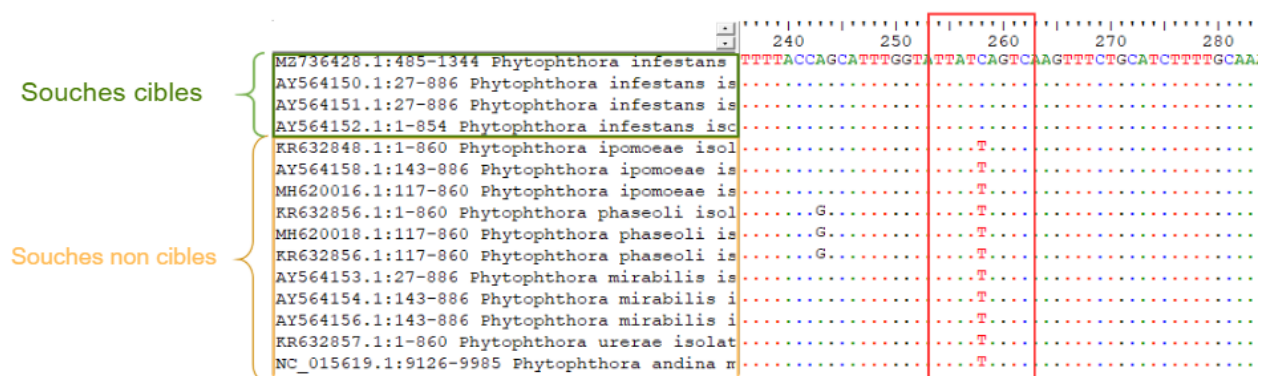 240 250 260 270 280
Souches cibles
MZ736428.1:485-1344 Phytophthora infestans TTTTACCAGCATTTGGTATTATCAGTCAAGTTTCTGCATCTTTTGCAA
AY564150.1:27-886 Phytophthora infestans is ................................................
AY564151.1:27-886 Phytophthora infestans is ................................................
AY564152.1:1-854 Phytophthora infestans iso ................................................
Souches non cibles
KR632848.1:1-860 Phytophthora ipomoeae isol ......................T.........................
AY564158.1:143-886 Phytophthora ipomoeae is ......................T.........................
MH620016.1:117-860 Phytophthora ipomoeae is ......................T.........................
KR632856.1:1-860 Phytophthora phaseoli isol .......G..............T.........................
MH620018.1:117-860 Phytophthora phaseoli is .......G..............T.........................
KR632856.1:117-860 Phytophthora phaseoli is .......G..............T.........................
AY564153.1:27-886 Phytophthora mirabilis is ......................T.........................
AY564154.1:143-886 Phytophthora mirabilis i ......................T.........................
AY564156.1:143-886 Phytophthora mirabilis i ......................T.........................
KR632857.1:1-860 Phytophthora urerae isolat ......................T.........................
NC_015619.1:9126-9985 Phytophthora andina m ......................T.........................